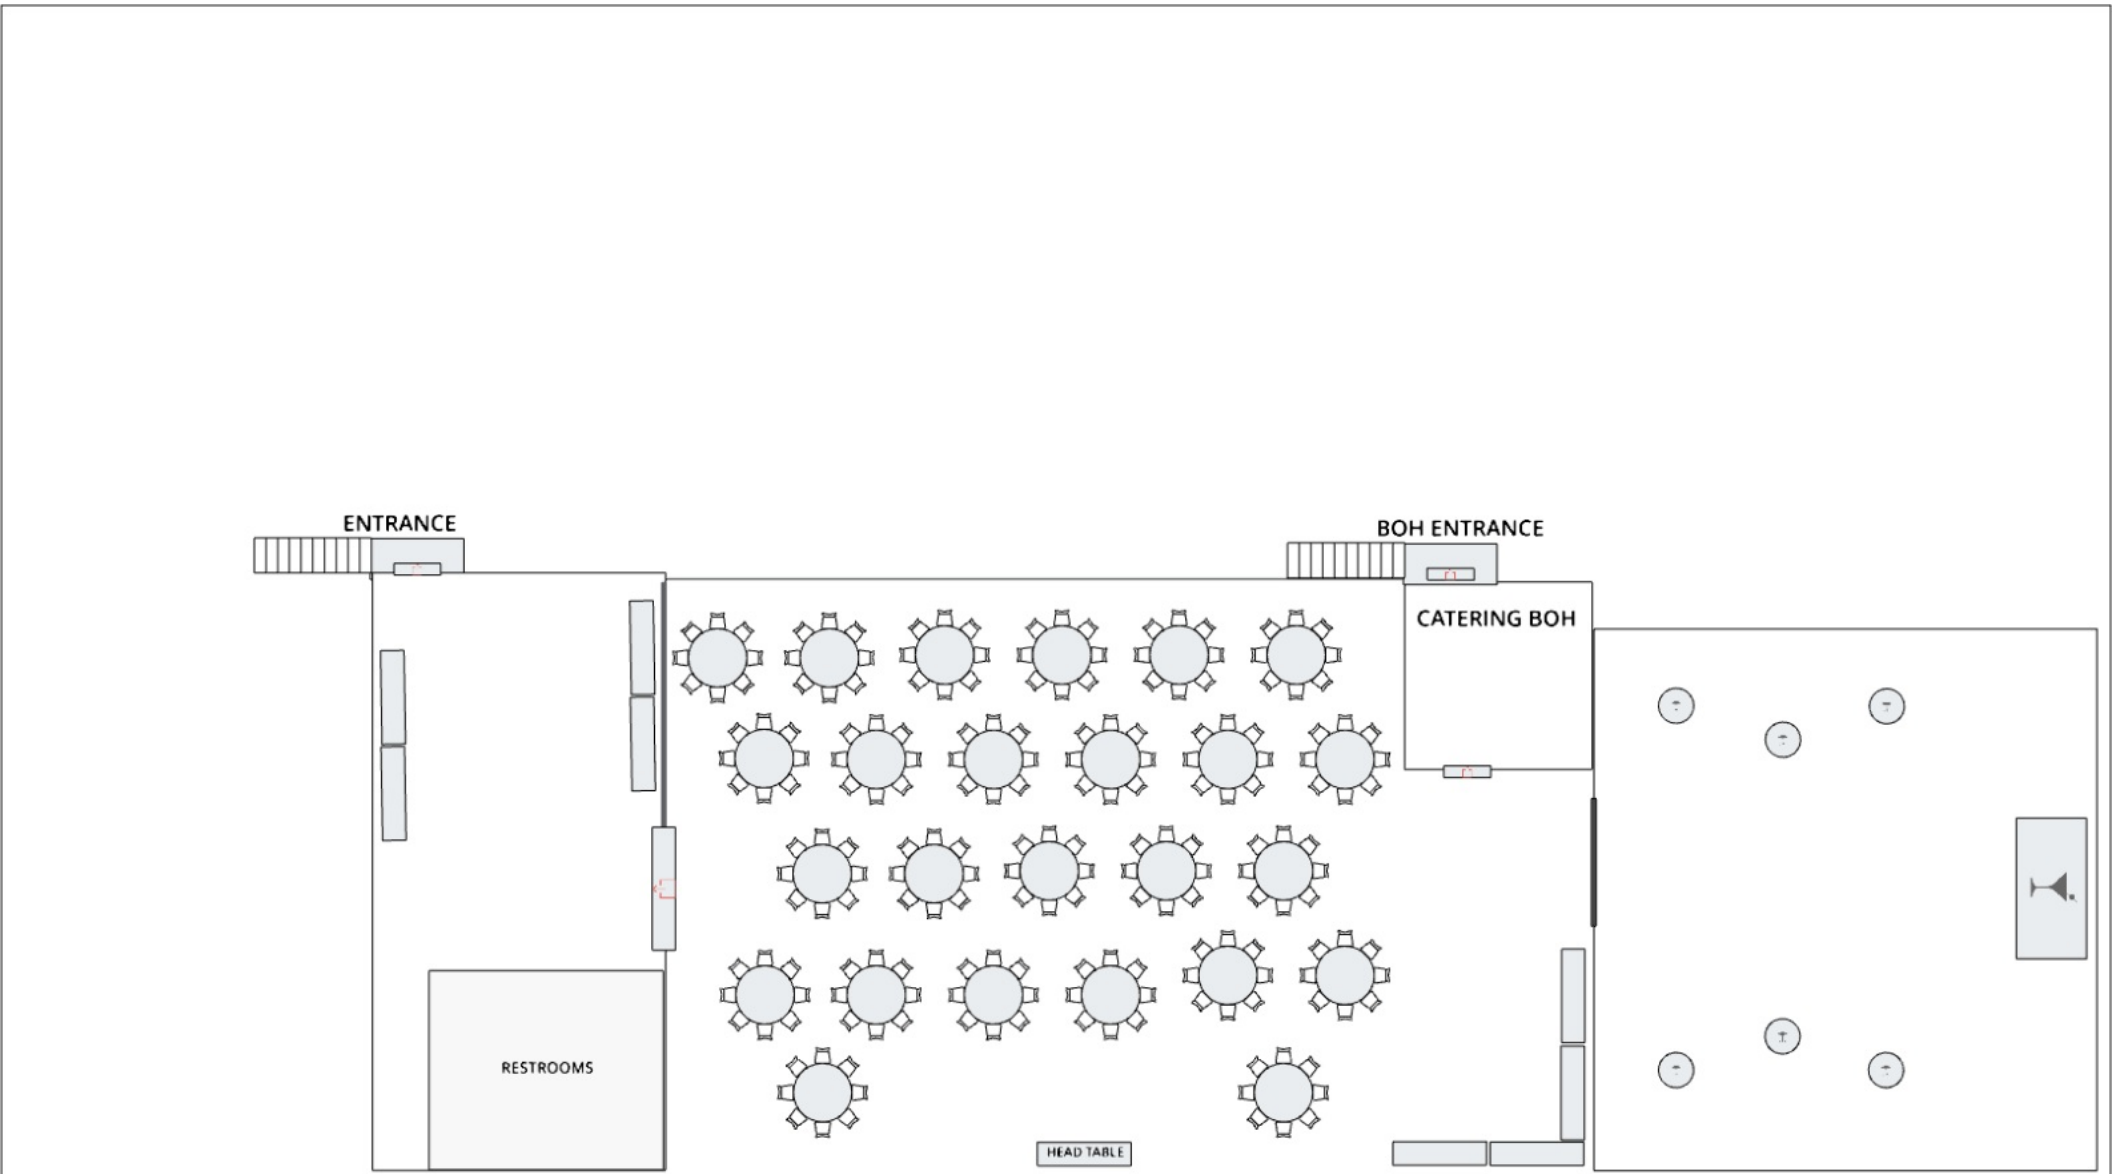 ENTRANCE
BOH ENTRANCE
CATERING BOH
RESTROOMS
HEAD TABLE